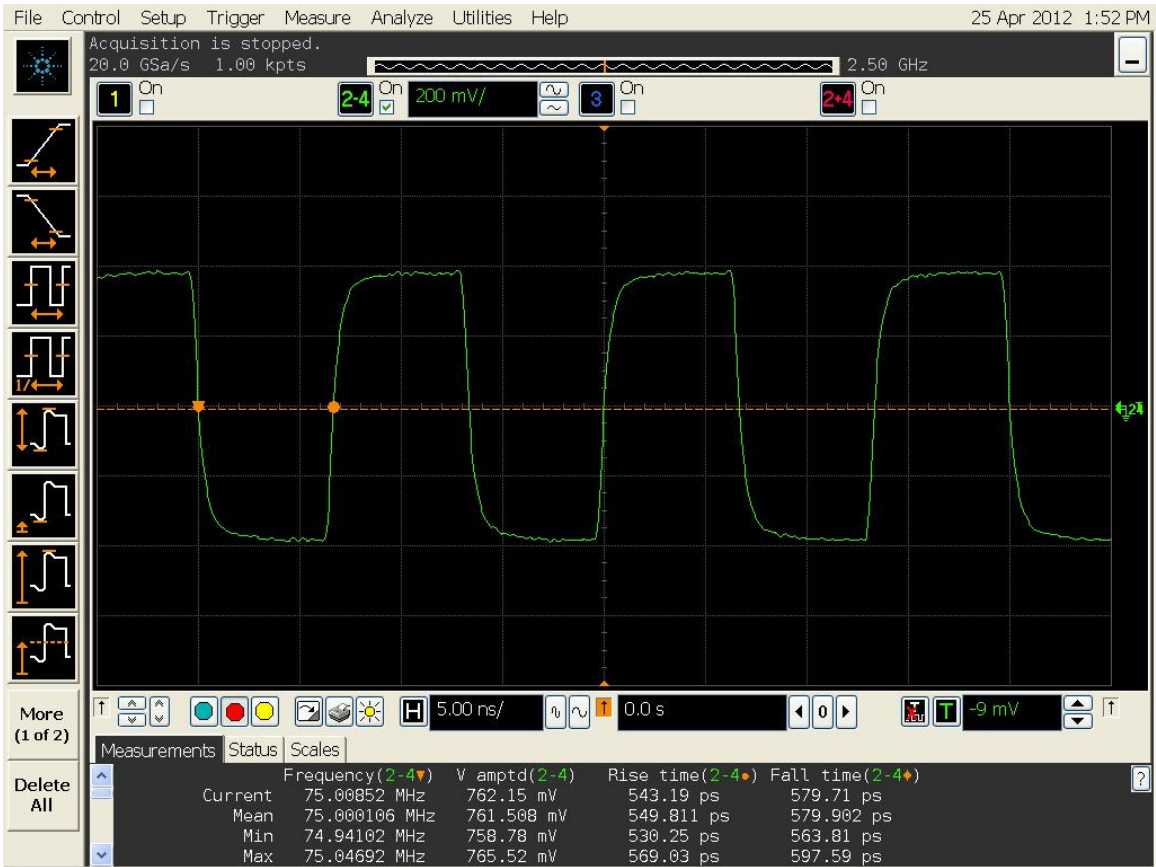 File Control Setup Trigger Measure Analyze Utilities Help 25 Apr 2012 1:52 PM
Acquisition is stopped.
20.0 GSa/s 1.00 kpts 2.50 GHz
1 On 2-4 On 200 mV/ 3 On 2+4 On
1/
More
(1 of 2)
Delete
All
H 5.00 ns/ 0.0 s 0 T -9 mV
Measurements Status Scales
Frequency(2-4) V amptd(2-4) Rise time(2-4) Fall time(2-4) ?
Current 75.00852 MHz 762.15 mV 543.19 ps 579.71 ps
Mean 75.000106 MHz 761.508 mV 549.811 ps 579.902 ps
Min 74.94102 MHz 758.78 mV 530.25 ps 563.81 ps
Max 75.04692 MHz 765.52 mV 569.03 ps 597.59 ps